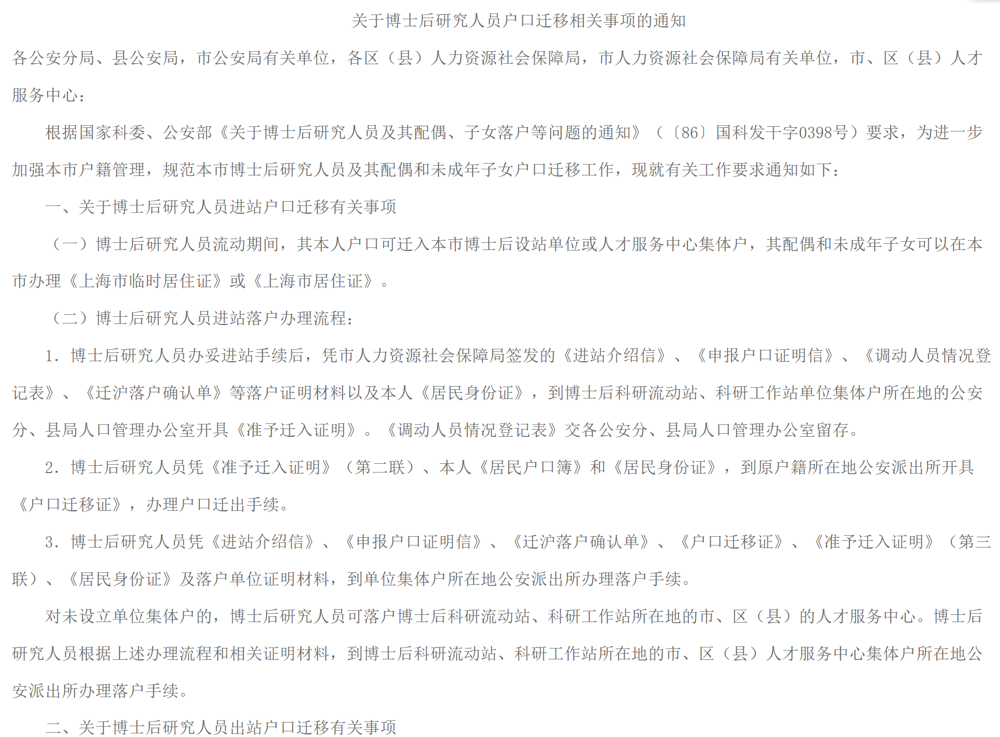 关于博士后研究人员户口迁移相关事项的通知
各公安分局、县公安局，市公安局有关单位，各区（县）人力资源社会保障局，市人力资源社会保障局有关单位，市、区（县）人才
服务中心：
根据国家科委、公安部《关于博士后研究人员及其配偶、子女落户等问题的通知》（〔86〕国科发干字0398号）要求，为进一步
加强本市户籍管理，规范本市博士后研究人员及其配偶和未成年子女户口迁移工作，现就有关工作要求通知如下：
一、关于博士后研究人员进站户口迁移有关事项
（一）博士后研究人员流动期间，其本人户口可迁入本市博士后设站单位或人才服务中心集体户，其配偶和未成年子女可以在本
市办理《上海市临时居住证》或《上海市居住证》。
（二）博士后研究人员进站落户办理流程：
1．博士后研究人员办妥进站手续后，凭市人力资源社会保障局签发的《进站介绍信》、《申报户口证明信》、《调动人员情况登
记表》、《迁沪落户确认单》等落户证明材料以及本人《居民身份证》，到博士后科研流动站、科研工作站单位集体户所在地的公安
分、县局人口管理办公室开具《准予迁入证明》。《调动人员情况登记表》交各公安分、县局人口管理办公室留存。
2．博士后研究人员凭《准予迁入证明》（第二联）、本人《居民户口簿》和《居民身份证》，到原户籍所在地公安派出所开具
《户口迁移证》，办理户口迁出手续。
3．博士后研究人员凭《进站介绍信》、《申报户口证明信》、《迁沪落户确认单》、《户口迁移证》、《准予迁入证明》（第三
联）、《居民身份证》及落户单位证明材料，到单位集体户所在地公安派出所办理落户手续。
对未设立单位集体户的，博士后研究人员可落户博士后科研流动站、科研工作站所在地的市、区（县）的人才服务中心。博士后
研究人员根据上述办理流程和相关证明材料，到博士后科研流动站、科研工作站所在地的市、区（县）人才服务中心集体户所在地公
安派出所办理落户手续。
二、关于博士后研究人员出站户口迁移有关事项